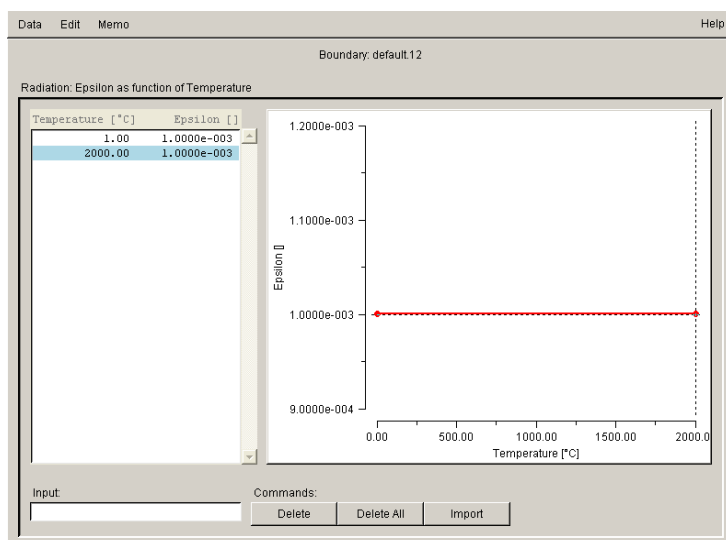 Data Edit Memo Help
Boundary: default.12
Radiation: Epsilon as function of Temperature
Temperature [°C] Epsilon []
1.00 1.0000e-003
2000.00 1.0000e-003
1.2000e-003
1.1000e-003
1.0000e-003
9.0000e-004
Epsilon []
0.00 500.00 1000.00 1500.00 2000.0
Temperature [°C]
Input: Commands:
Delete Delete All Import